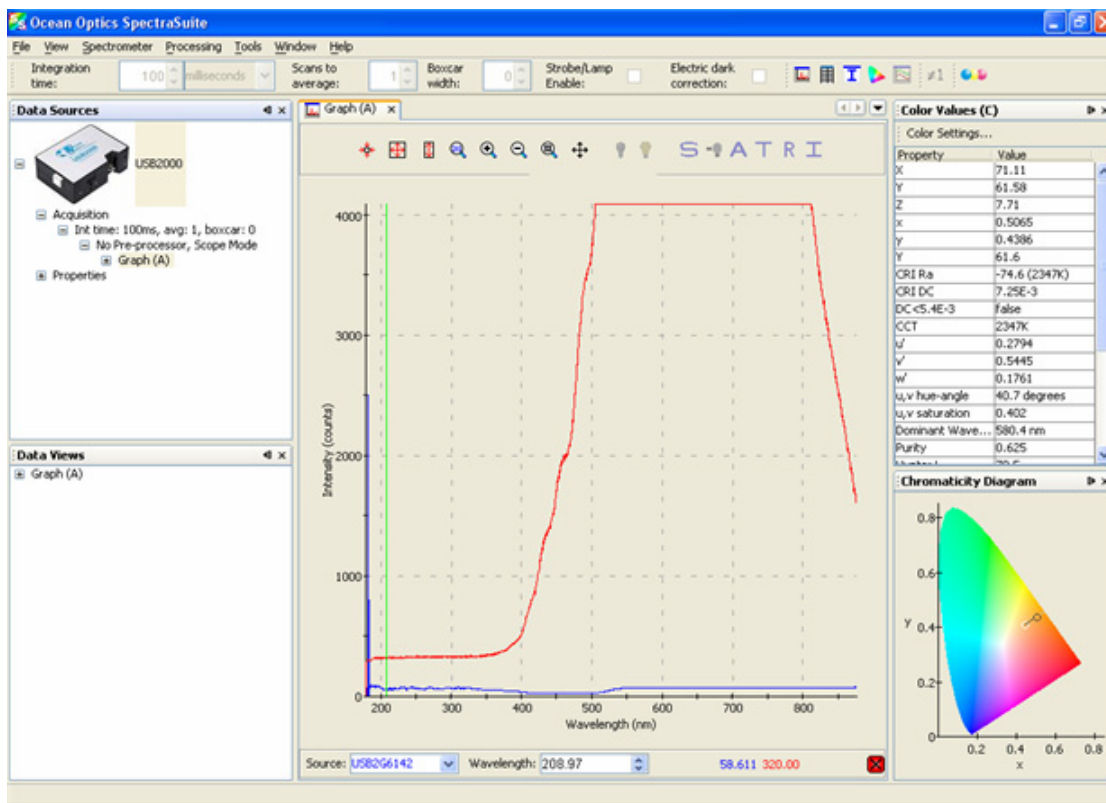 Ocean Optics SpectraSuite
File View Spectrometer Processing Tools Window Help
Integration time: 100 milliseconds Scans to average: 1 Boxcar width: 0 Strobe/Lamp Enable: Electric dark correction: ≠1
Data Sources
USB2000
Acquisition
Int time: 100ms, avg: 1, boxcar: 0
No Pre-processor, Scope Mode
Graph (A)
Properties
Data Views
Graph (A)
Graph (A)
S A T R I
4000
3000
2000
1000
0
Intensity (counts)
200 300 400 500 600 700 800
Wavelength (nm)
Source: USB2G6142 Wavelength: 208.97 58.611 320.00
Color Values (C)
Color Settings...
Property Value
X 71.11
Y 61.58
Z 7.71
x 0.5065
y 0.4386
Y 61.6
CRI Ra -74.6 (2347K)
CRI DC 7.25E-3
DC<5.4E-3 false
CCT 2347K
u' 0.2794
v' 0.5445
w' 0.1761
u,v hue-angle 40.7 degrees
u,v saturation 0.402
Dominant Wave... 580.4 nm
Purity 0.625
Chromaticity Diagram
0.8
0.6
Y 0.4
0.2
0
0.2 0.4 0.6 0.8
x